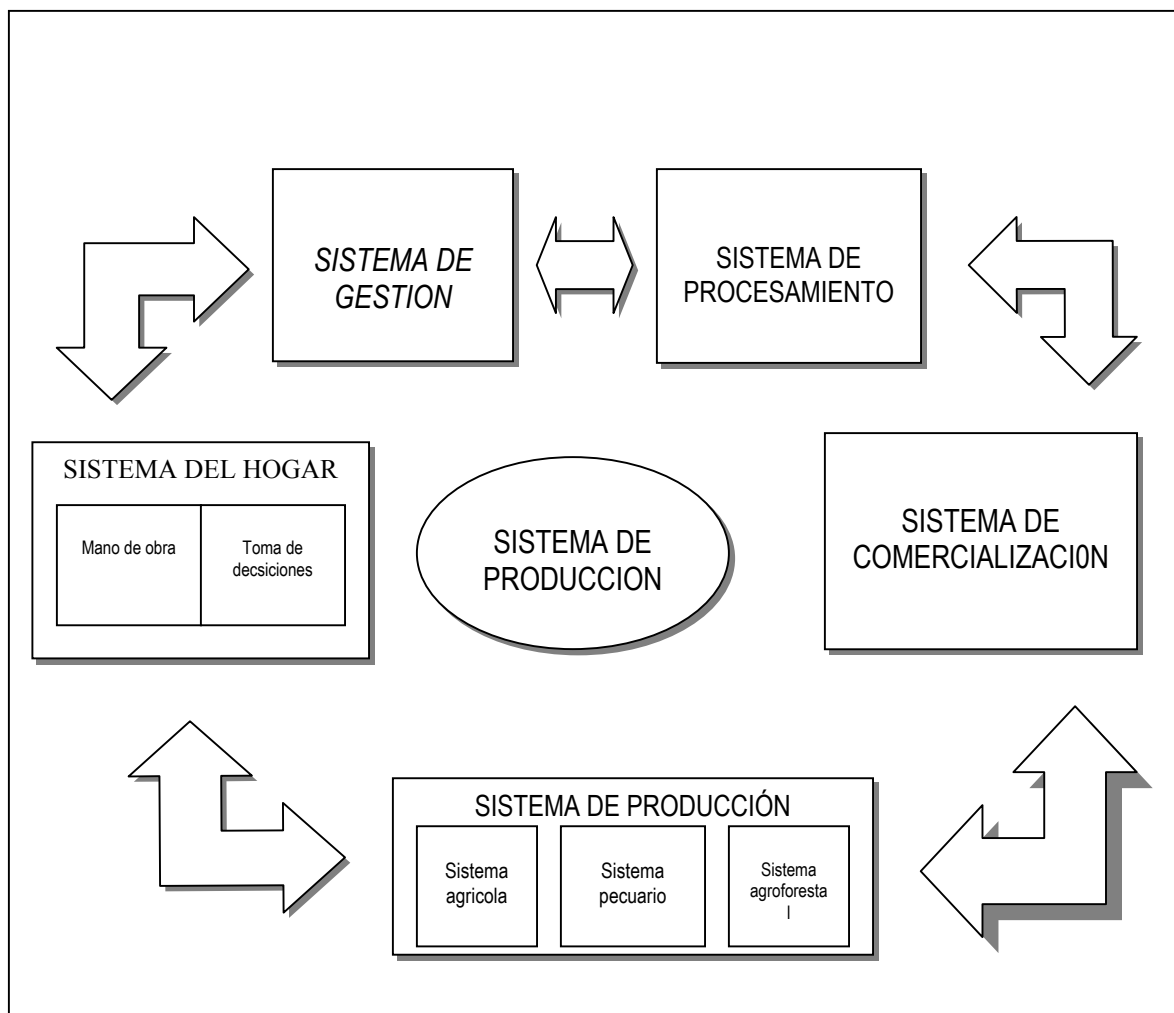 SISTEMA DE
GESTION
SISTEMA DE
PROCESAMIENTO
SISTEMA DEL HOGAR
Mano de obra
Toma de
decsiciones
SISTEMA DE
PRODUCCION
SISTEMA DE
COMERCIALIZACI0N
SISTEMA DE PRODUCCIÓN
Sistema
agricola
Sistema
pecuario
Sistema
agroforesta
l